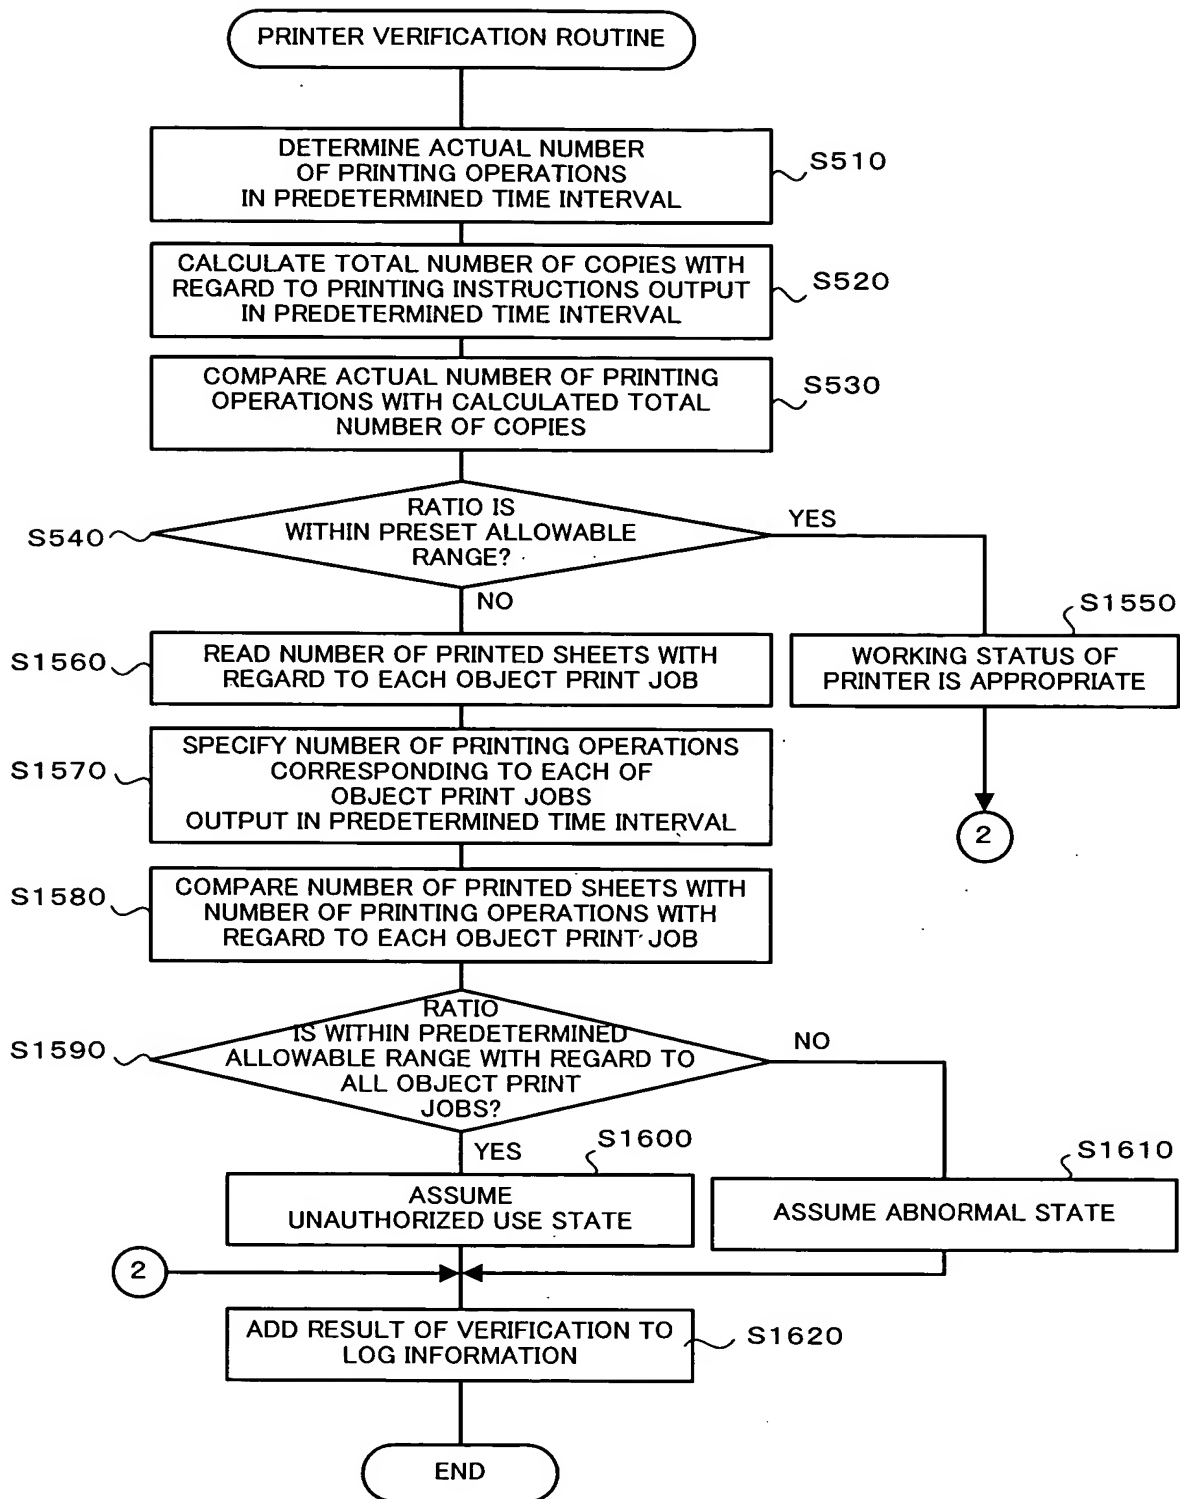 PRINTER VERIFICATION ROUTINE
DETERMINE ACTUAL NUMBER
OF PRINTING OPERATIONS
IN PREDETERMINED TIME INTERVAL
S510
CALCULATE TOTAL NUMBER OF COPIES WITH
REGARD TO PRINTING INSTRUCTIONS OUTPUT
IN PREDETERMINED TIME INTERVAL
S520
COMPARE ACTUAL NUMBER OF PRINTING
OPERATIONS WITH CALCULATED TOTAL
NUMBER OF COPIES
S530
S540
RATIO IS
WITHIN PRESET ALLOWABLE
RANGE?
YES
NO
S1550
WORKING STATUS OF
PRINTER IS APPROPRIATE
2
S1560
READ NUMBER OF PRINTED SHEETS WITH
REGARD TO EACH OBJECT PRINT JOB
S1570
SPECIFY NUMBER OF PRINTING OPERATIONS
CORRESPONDING TO EACH OF
OBJECT PRINT JOBS
OUTPUT IN PREDETERMINED TIME INTERVAL
S1580
COMPARE NUMBER OF PRINTED SHEETS WITH
NUMBER OF PRINTING OPERATIONS WITH
REGARD TO EACH OBJECT PRINT JOB
S1590
RATIO
IS WITHIN PREDETERMINED
ALLOWABLE RANGE WITH REGARD TO
ALL OBJECT PRINT
JOBS?
NO
YES
S1600
ASSUME
UNAUTHORIZED USE STATE
S1610
ASSUME ABNORMAL STATE
2
ADD RESULT OF VERIFICATION TO
LOG INFORMATION
S1620
END